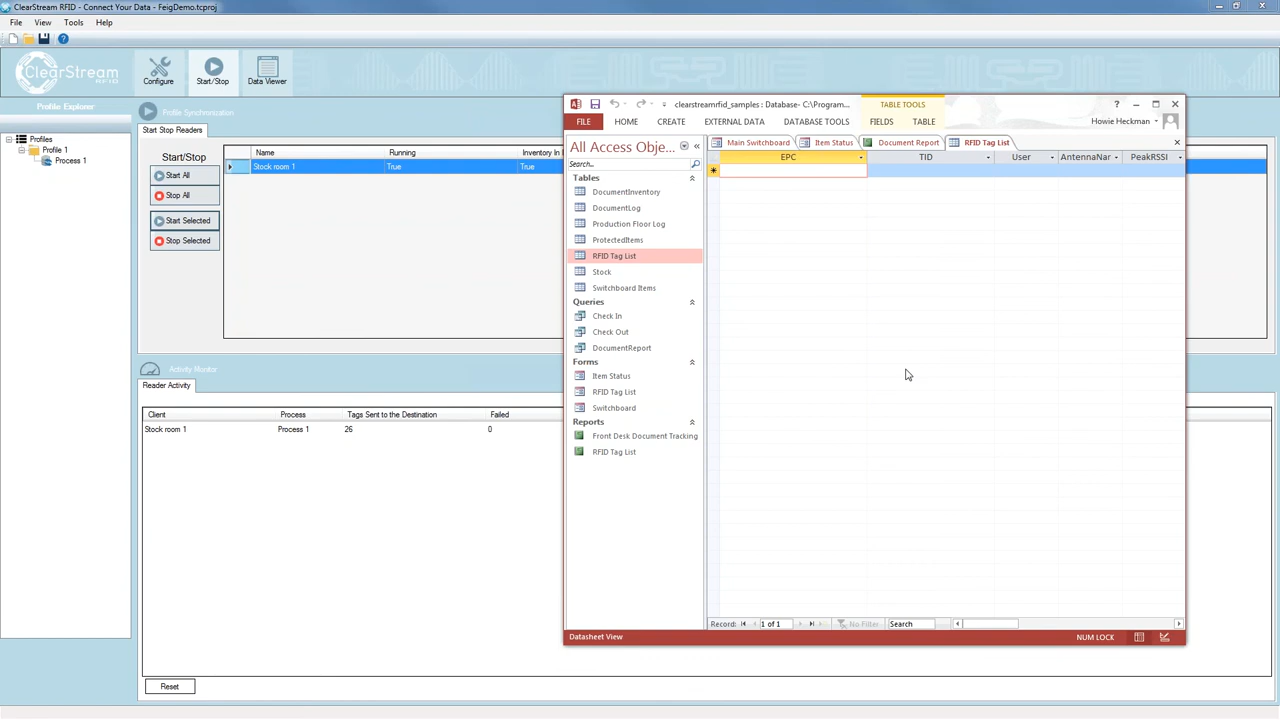 ClearStream RFID - Connect Your Data - FeigDemo.tcproj
File View Tools Help
ClearStream
RFID
Configure
Start/Stop
Data Viewer
Profile Explorer
Profiles
Profile 1
Process 1
Profile Synchronization
Start Stop Readers
Start/Stop
Start All
Stop All
Start Selected
Stop Selected
Name Running Inventory In
Stock room 1 True True
Activity Monitor
Reader Activity
Client Process Tags Sent to the Destination Failed
Stock room 1 Process 1 26 0
Reset
clearstreamrfid_samples : Database- C:\Program...
TABLE TOOLS
?
FILE HOME CREATE EXTERNAL DATA DATABASE TOOLS FIELDS TABLE
Howie Heckman
All Access Obje...
Search...
Tables
DocumentInventory
DocumentLog
Production Floor Log
ProtectedItems
RFID Tag List
Stock
Switchboard Items
Queries
Check In
Check Out
DocumentReport
Forms
Item Status
RFID Tag List
Switchboard
Reports
Front Desk Document Tracking
RFID Tag List
Main Switchboard Item Status Document Report RFID Tag List
EPC TID User AntennaNar PeakRSSI
Record: 1 of 1 No Filter Search
Datasheet View
NUM LOCK